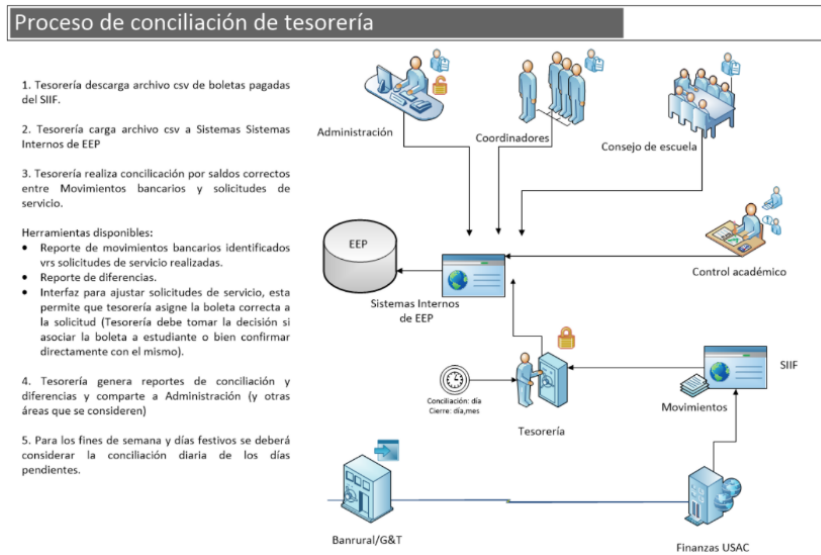 Proceso de conciliación de tesorería
1. Tesorería descarga archivo csv de boletas pagadas
del SIIF.
2. Tesorería carga archivo csv a Sistemas Sistemas
Internos de EEP
3. Tesorería realiza concilicación por saldos correctos
entre Movimientos bancarios y solicitudes de
servicio.
Herramientas disponibles:
• Reporte de movimientos bancarios identificados
vrs solicitudes de servicio realizadas.
• Reporte de diferencias.
• Interfaz para ajustar solicitudes de servicio, esta
permite que tesorería asigne la boleta correcta a
la solicitud (Tesorería debe tomar la decisión si
asociar la boleta a estudiante o bien confirmar
directamente con el mismo).
4. Tesorería genera reportes de conciliación y
diferencias y comparte a Administración (y otras
áreas que se consideren)
5. Para los fines de semana y días festivos se deberá
considerar la conciliación diaria de los días
pendientes.
Administración
Coordinadores
Consejo de escuela
EEP
Control académico
Sistemas Internos
de EEP
SIIF
Conciliación: día
Cierre: día,mes
Movimientos
Tesorería
Banrural/G&T
Finanzas USAC